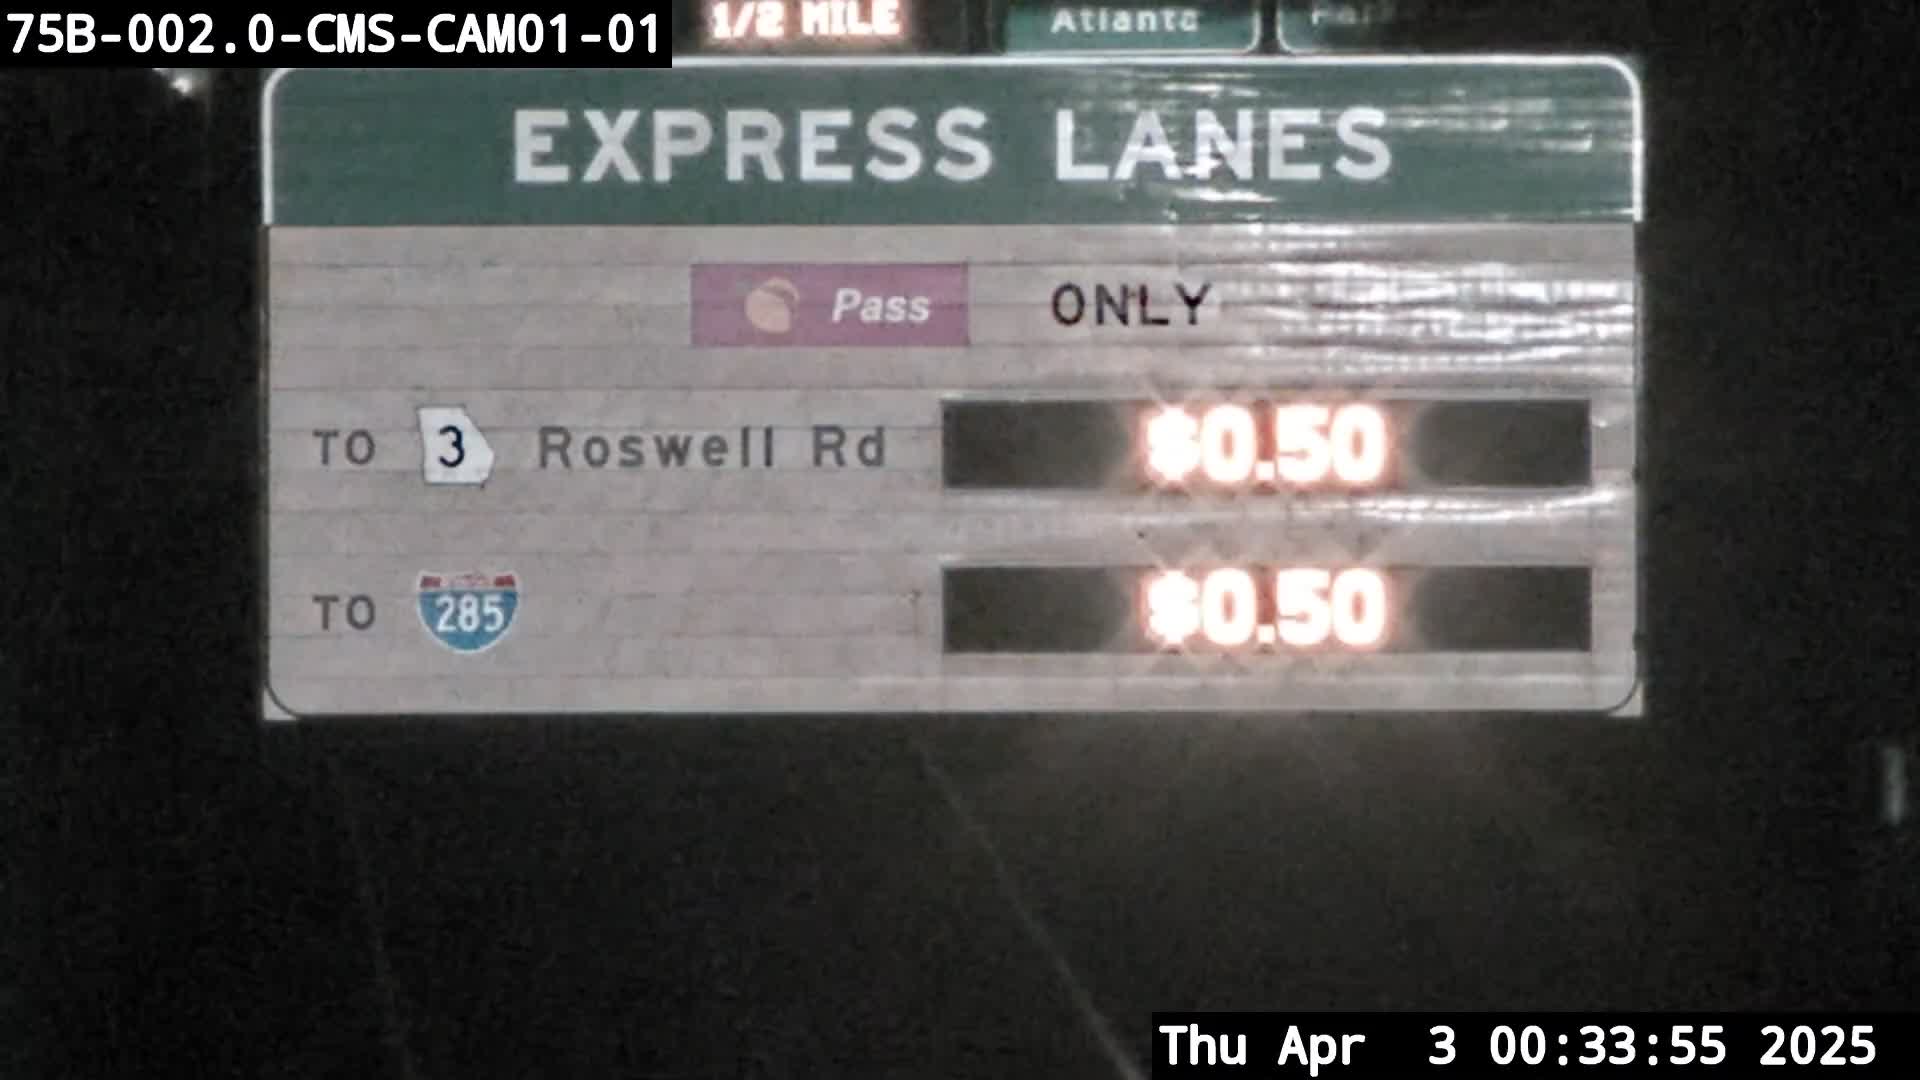 75B-002.0-CMS-CAM01-01
1/2 MILE
Atlanta
EXPRESS LANES
Pass ONLY
TO 3 Roswell Rd $0.50
TO 285 $0.50
Thu Apr 3 00:33:55 2025